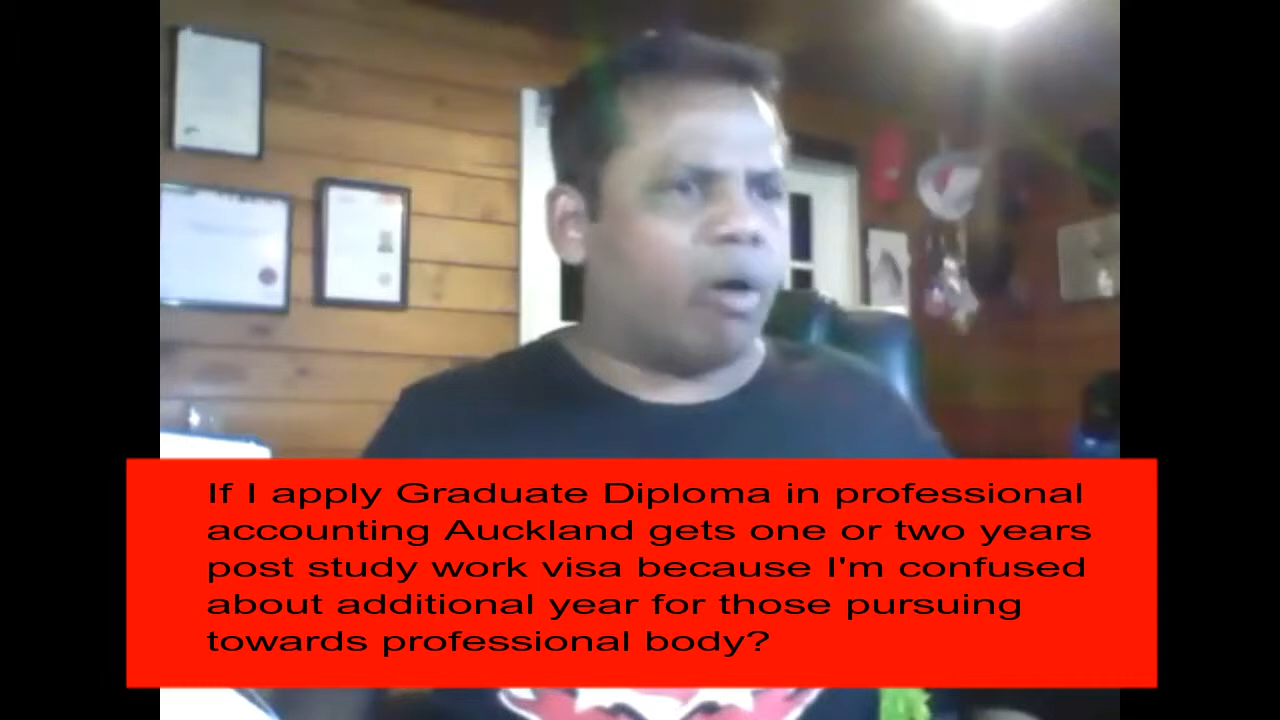 If I apply Graduate Diploma in professional
accounting Auckland gets one or two years
post study work visa because I'm confused
about additional year for those pursuing
towards professional body?